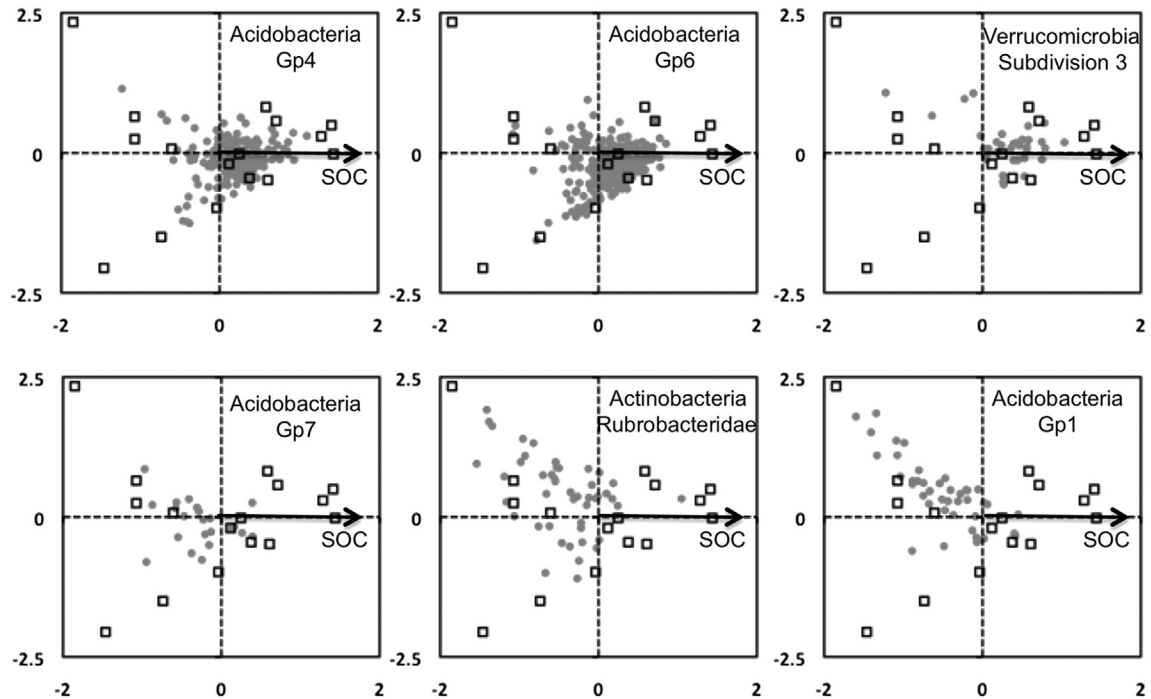 2.5
Acidobacteria
Gp4
0
SOC
-2.5
-2
0
2
2.5
Acidobacteria
Gp6
0
SOC
-2.5
-2
0
2
2.5
Verrucomicrobia
Subdivision 3
0
SOC
-2.5
-2
0
2
2.5
Acidobacteria
Gp7
0
SOC
-2.5
-2
0
2
2.5
Actinobacteria
Rubrobacteridae
0
SOC
-2.5
-2
0
2
2.5
Acidobacteria
Gp1
0
SOC
-2.5
-2
0
2